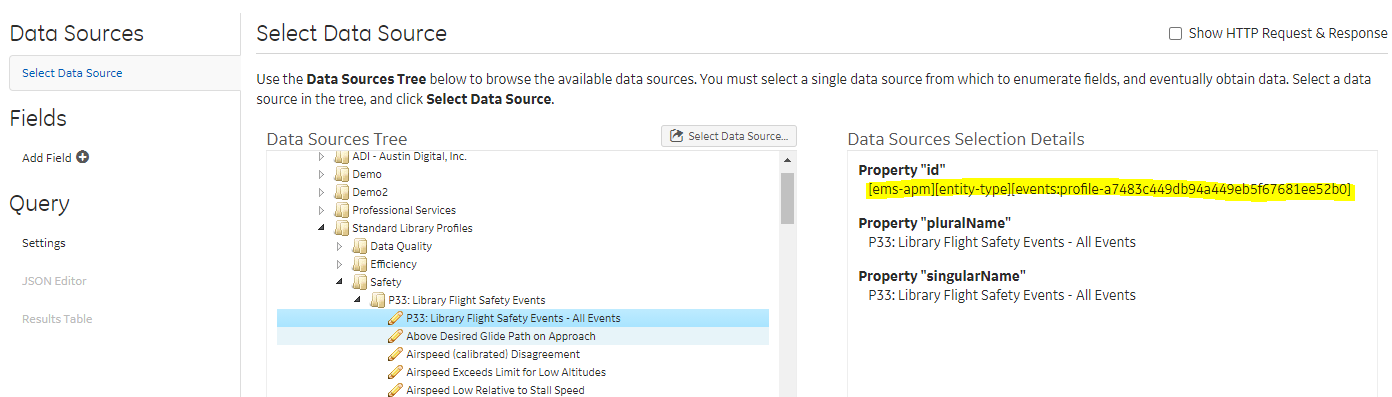 Data Sources
Select Data Source
Fields
Add Field
Query
Settings
JSON Editor
Results Table
Select Data Source
Show HTTP Request & Response
Use the Data Sources Tree below to browse the available data sources. You must select a single data source from which to enumerate fields, and eventually obtain data. Select a data
source in the tree, and click Select Data Source.
Data Sources Tree
Select Data Source...
ADI - Austin Digital, Inc.
Demo
Demo2
Professional Services
Standard Library Profiles
Data Quality
Efficiency
Safety
P33: Library Flight Safety Events
P33: Library Flight Safety Events - All Events
Above Desired Glide Path on Approach
Airspeed (calibrated) Disagreement
Airspeed Exceeds Limit for Low Altitudes
Airspeed Low Relative to Stall Speed
Data Sources Selection Details
Property "id"
[ems-apm][entity-type][events:profile-a7483c449db94a449eb5f67681ee52b0]
Property "pluralName"
P33: Library Flight Safety Events - All Events
Property "singularName"
P33: Library Flight Safety Events - All Events